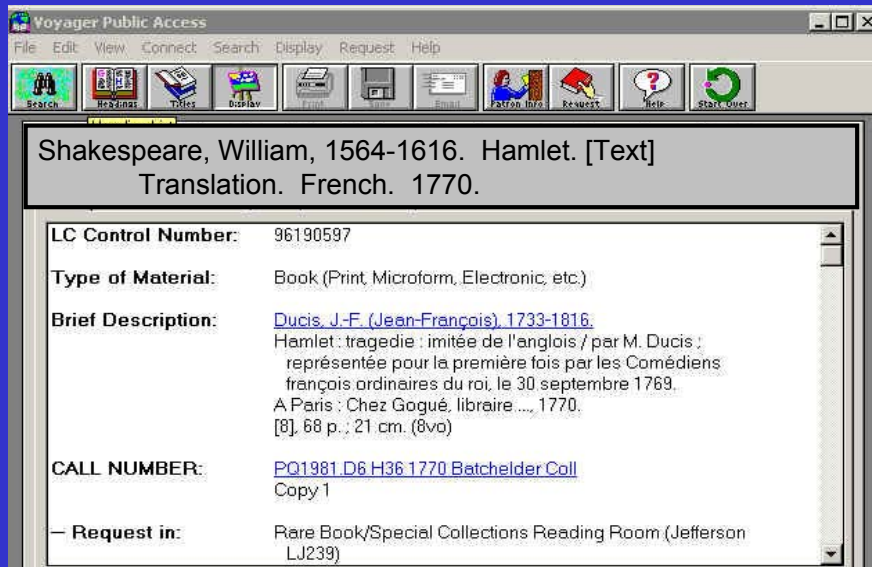 Voyager Public Access
File Edit View Connect Search Display Request Help
Search Headings Titles Display Print Save Email Patron Info Request Help Start Over
Shakespeare, William, 1564-1616. Hamlet. [Text]
Translation. French. 1770.
LC Control Number: 96190597
Type of Material: Book (Print, Microform, Electronic, etc.)
Brief Description: Ducis, J.-F. (Jean-François), 1733-1816.
Hamlet : tragedie : imitée de l'anglois / par M. Ducis ;
représentée pour la première fois par les Comédiens
françois ordinaires du roi, le 30 septembre 1769.
A Paris : Chez Gogué, libraire..., 1770.
[8], 68 p. ; 21 cm. (8vo)
CALL NUMBER: PQ1981.D6 H36 1770 Batchelder Coll
Copy 1
-- Request in: Rare Book/Special Collections Reading Room (Jefferson
LJ239)